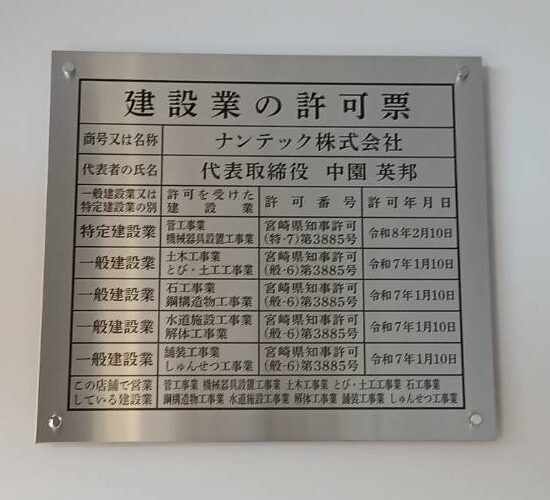 建設業の許可票
商号又は名称 ナンテック株式会社
代表者の氏名 代表取締役 中園 英邦
一般建設業又は特定建設業の別 許可を受けた建設業 許可番号 許可年月日
特定建設業 管工事業 機械器具設置工事業 宮崎県知事許可(特-7)第3885号 令和8年2月10日
一般建設業 土木工事業 とび・土工工事業 宮崎県知事許可(般-6)第3885号 令和7年1月10日
一般建設業 石工事業 鋼構造物工事業 宮崎県知事許可(般-6)第3885号 令和7年1月10日
一般建設業 水道施設工事業 解体工事業 宮崎県知事許可(般-6)第3885号 令和7年1月10日
一般建設業 舗装工事業 しゅんせつ工事業 宮崎県知事許可(般-6)第3885号 令和7年1月10日
この店舗で営業している建設業 管工事業 機械器具設置工事業 土木工事業 とび・土工工事業 石工事業
鋼構造物工事業 水道施設工事業 解体工事業 舗装工事業 しゅんせつ工事業